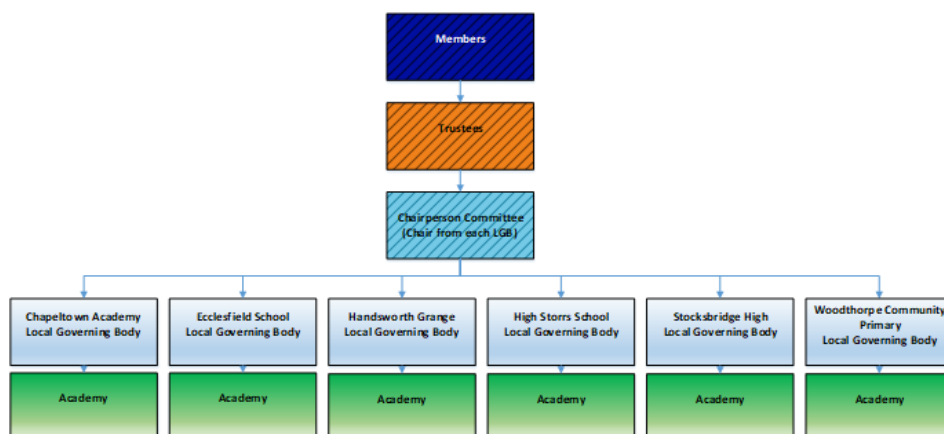 Members
Trustees
Chairperson Committee
(Chair from each LGB)
Chapeltown Academy
Local Governing Body
Ecclesfield School
Local Governing Body
Handsworth Grange
Local Governing Body
High Storrs School
Local Governing Body
Stocksbridge High
Local Governing Body
Woodthorpe Community
Primary
Local Governing Body
Academy
Academy
Academy
Academy
Academy
Academy